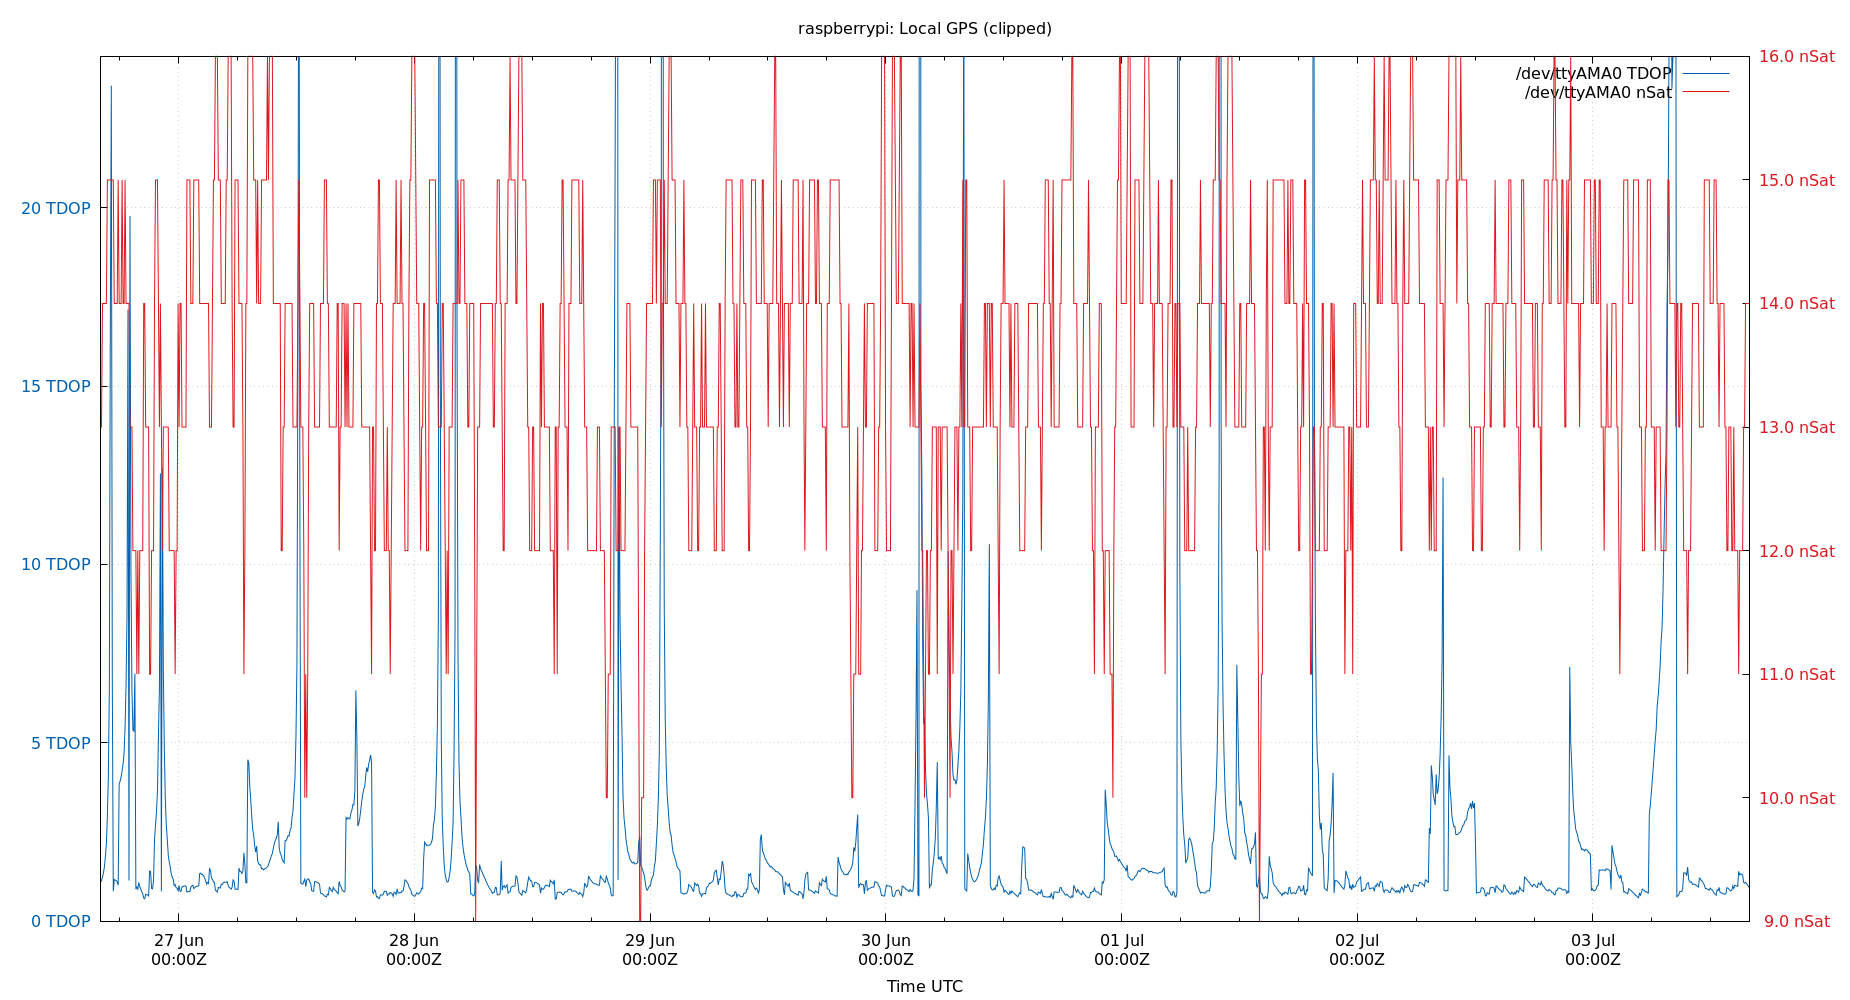 raspberrypi: Local GPS (clipped)
16.0 nSat
/dev/ttyAMA0 TDOP
/dev/ttyAMA0 nSat
15.0 nSat
20 TDOP
14.0 nSat
15 TDOP
13.0 nSat
12.0 nSat
10 TDOP
11.0 nSat
5 TDOP
10.0 nSat
0 TDOP
9.0 nSat
27 Jun 28 Jun 29 Jun 30 Jun 01 Jul 02 Jul 03 Jul
00:00Z 00:00Z 00:00Z 00:00Z 00:00Z 00:00Z 00:00Z
Time UTC